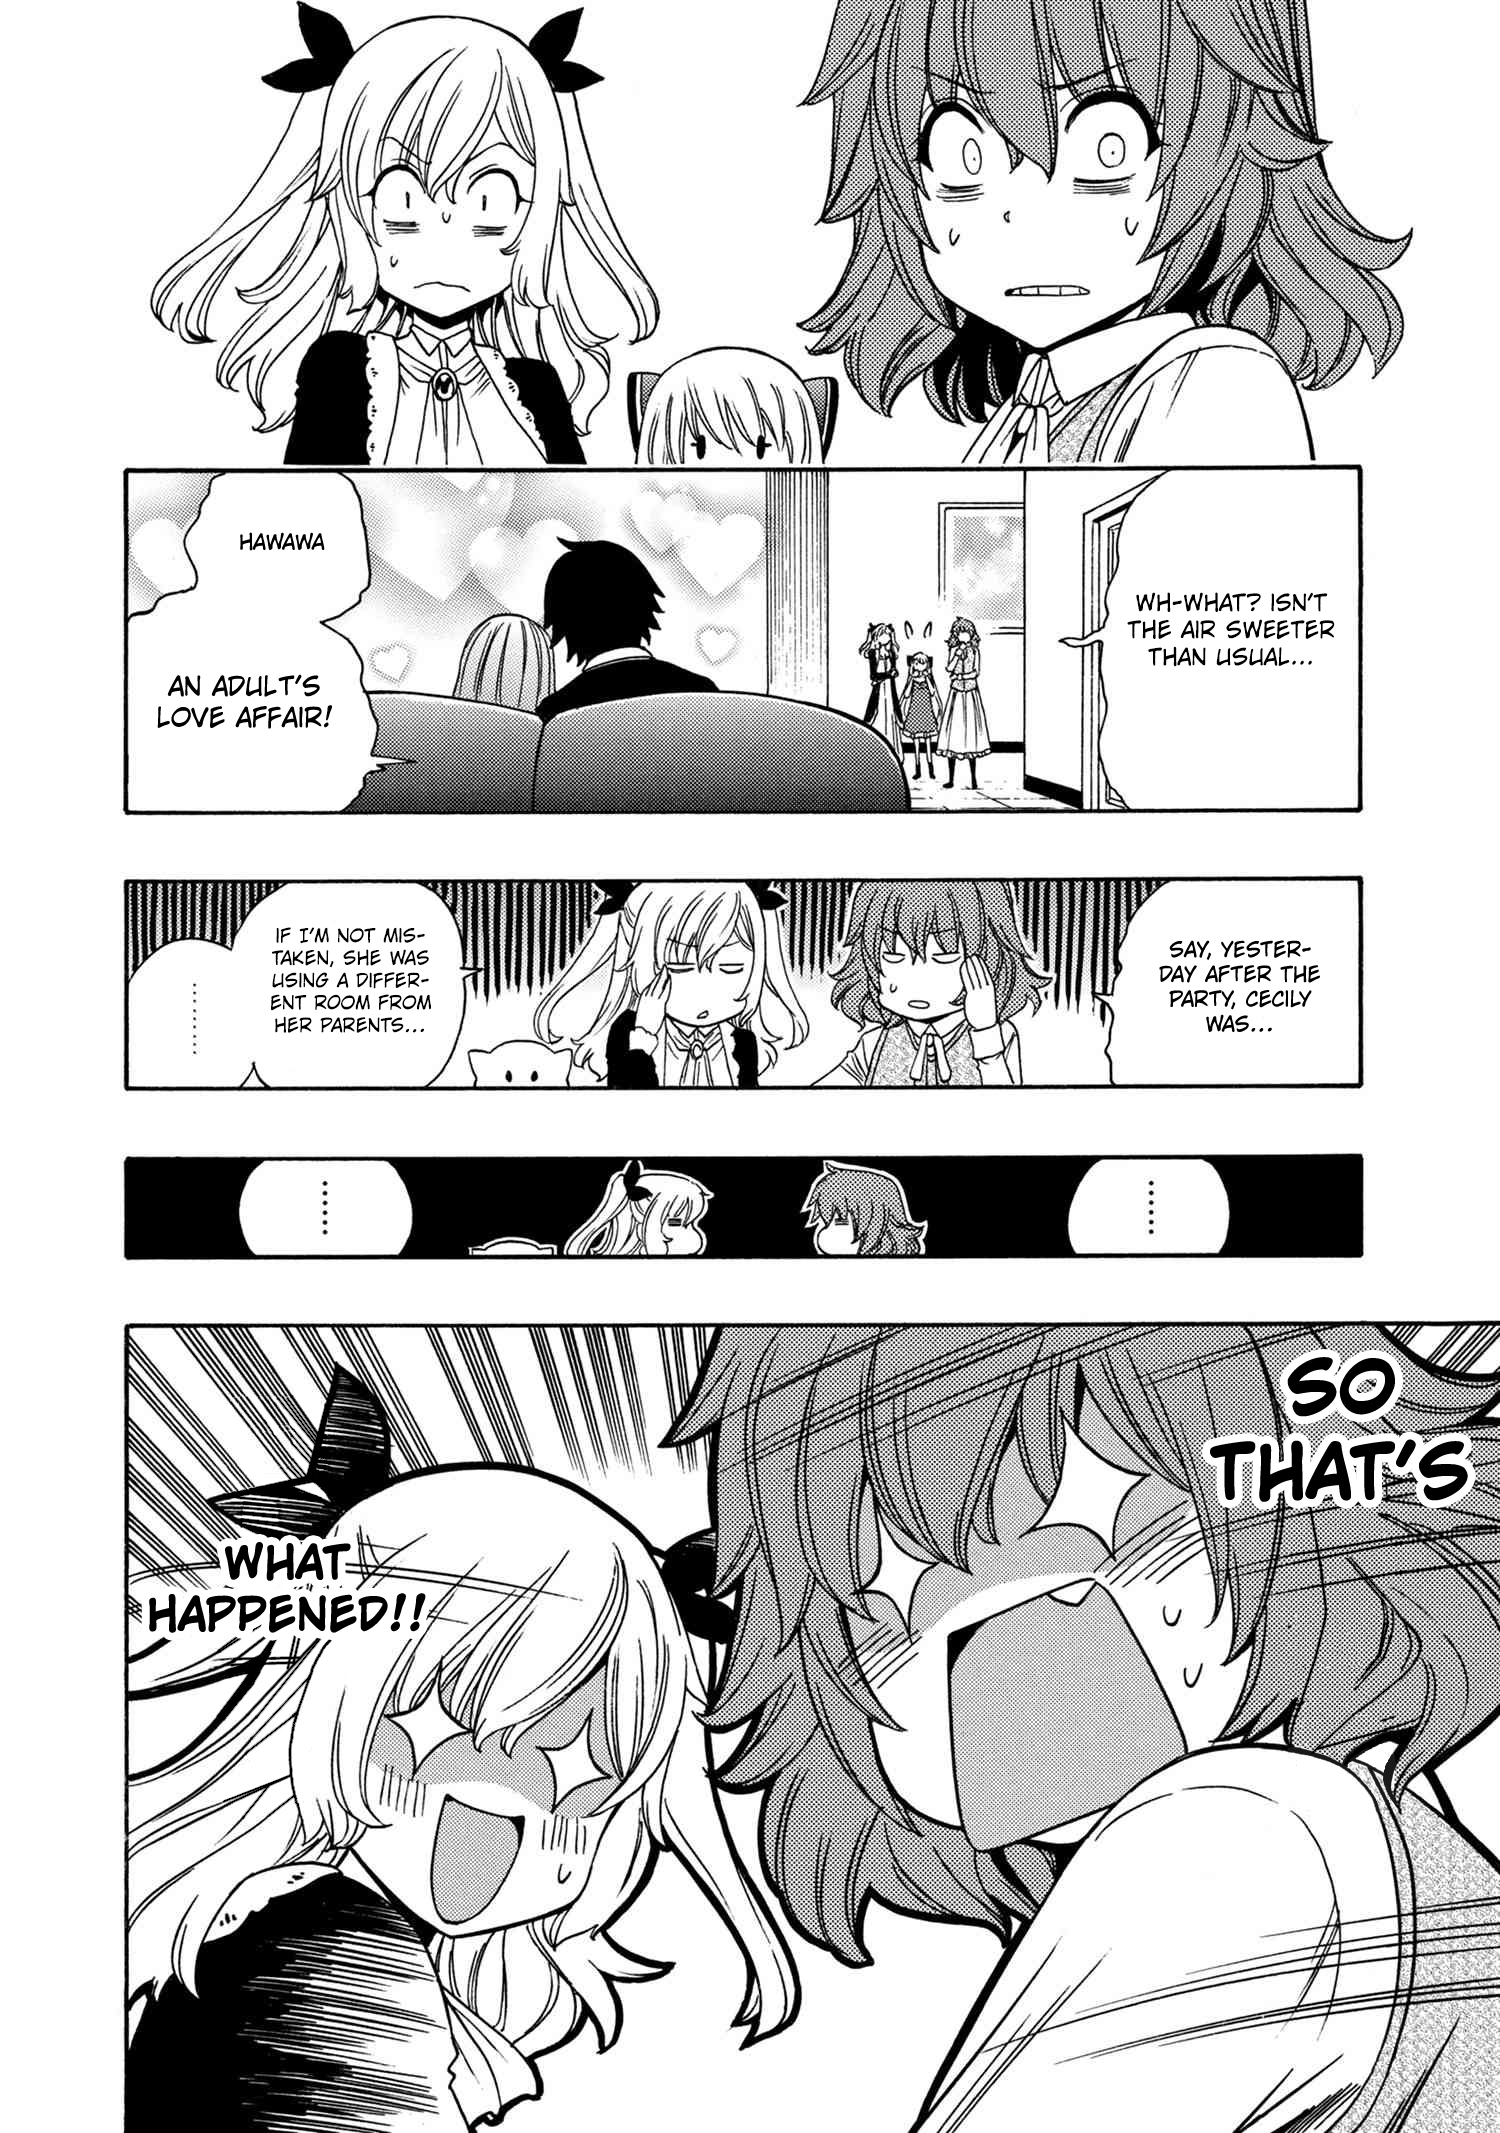 WH-WHAT? ISN'T
THE AIR SWEETER
THAN USUAL...
HAWAWA
AN ADULT'S
LOVE AFFAIR!
SAY, YESTER-
DAY AFTER THE
PARTY, CECILY
WAS...
IF I'M NOT MIS-
TAKEN, SHE WAS
USING A DIFFER-
ENT ROOM FROM
HER PARENTS...
..........
......
......
SO
THAT'S
WHAT
HAPPENED!!